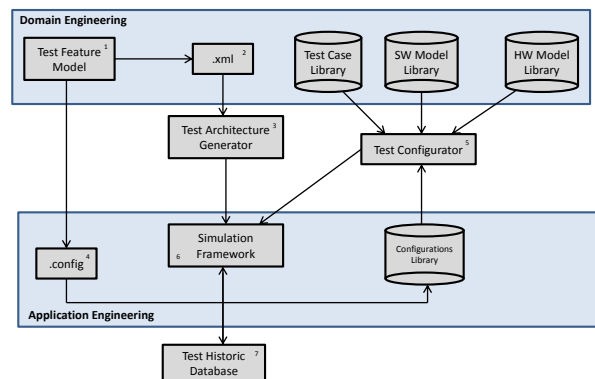 Domain Engineering
Test Feature 1
Model
.xml 2
Test Case
Library
SW Model
Library
HW Model
Library
Test Architecture 3
Generator
Test Configurator 5
Simulation
Framework
6
Configurations
Library
.config 4
Application Engineering
Test Historic 7
Database